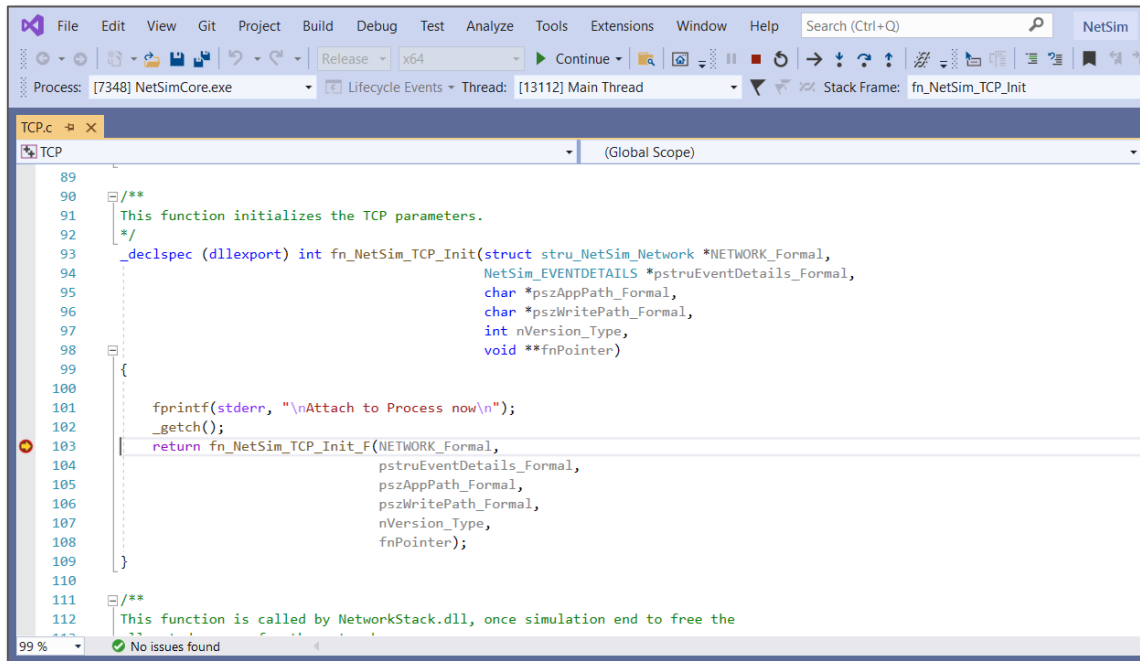 File Edit View Git Project Build Debug Test Analyze Tools Extensions Window Help Search (Ctrl+Q) NetSim
Release x64 Continue
Process: [7348] NetSimCore.exe Lifecycle Events Thread: [13112] Main Thread Stack Frame: fn_NetSim_TCP_Init
TCP.c
TCP (Global Scope)
89
90 /**
91 This function initializes the TCP parameters.
92 */
93 _declspec (dllexport) int fn_NetSim_TCP_Init(struct stru_NetSim_Network *NETWORK_Formal,
94 NetSim_EVENTDETAILS *pstruEventDetails_Formal,
95 char *pszAppPath_Formal,
96 char *pszWritePath_Formal,
97 int nVersion_Type,
98 void **fnPointer)
99 {
100
101 fprintf(stderr, "\nAttach to Process now\n");
102 _getch();
103 return fn_NetSim_TCP_Init_F(NETWORK_Formal,
104 pstruEventDetails_Formal,
105 pszAppPath_Formal,
106 pszWritePath_Formal,
107 nVersion_Type,
108 fnPointer);
109 }
110
111 /**
112 This function is called by NetworkStack.dll, once simulation end to free the
99 % No issues found